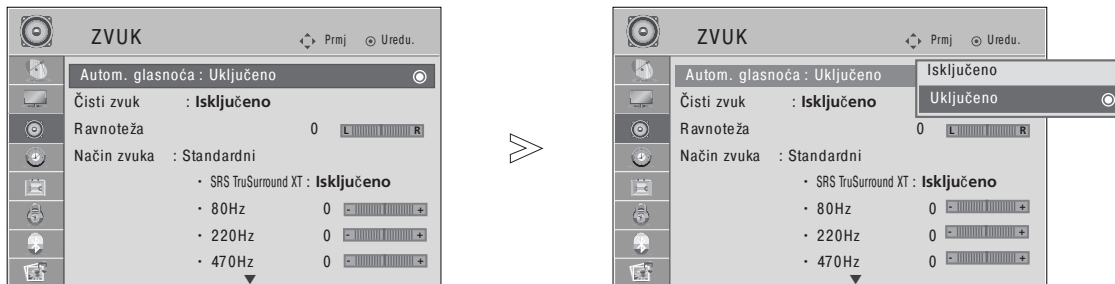 ZVUK
Prmj Uredu.
Autom. glasnoća : Uključeno
Čisti zvuk : Isključeno
Ravnoteža 0 L R
Način zvuka : Standardni
• SRS TruSurround XT : Isključeno
• 80Hz 0 - +
• 220Hz 0 - +
• 470Hz 0 - +
ZVUK
Prmj Uredu.
Autom. glasnoća : Uključeno
Isključeno
Uključeno
Čisti zvuk : Isključeno
Ravnoteža 0 L R
Način zvuka : Standardni
• SRS TruSurround XT : Isključeno
• 80Hz 0 - +
• 220Hz 0 - +
• 470Hz 0 - +